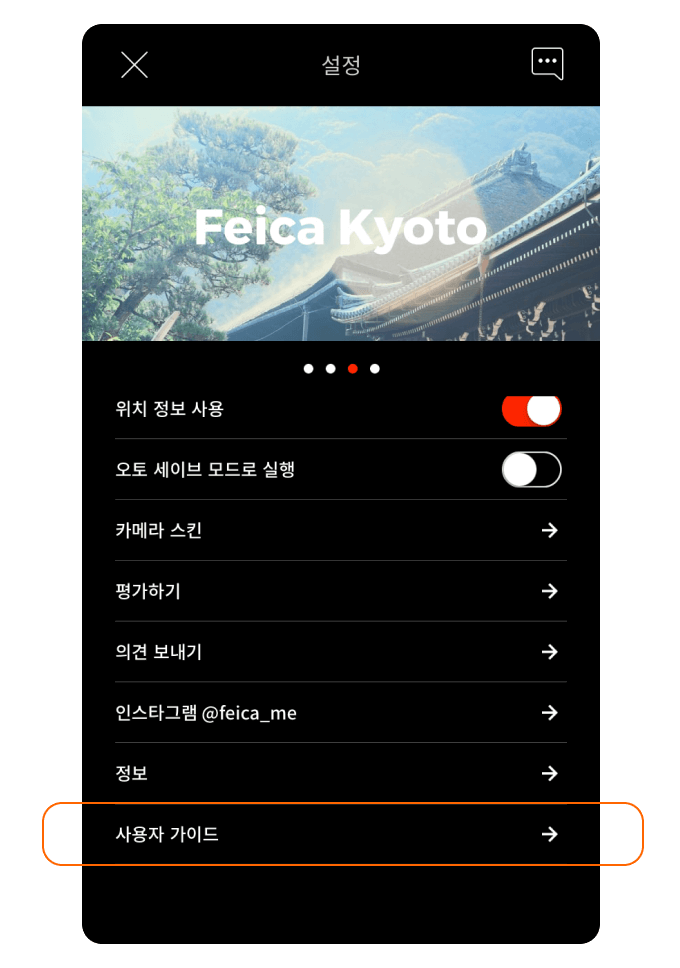 설정
Feica Kyoto
위치 정보 사용
오토 세이브 모드로 실행
카메라 스킨
평가하기
의견 보내기
인스타그램 @feica_me
정보
사용자 가이드